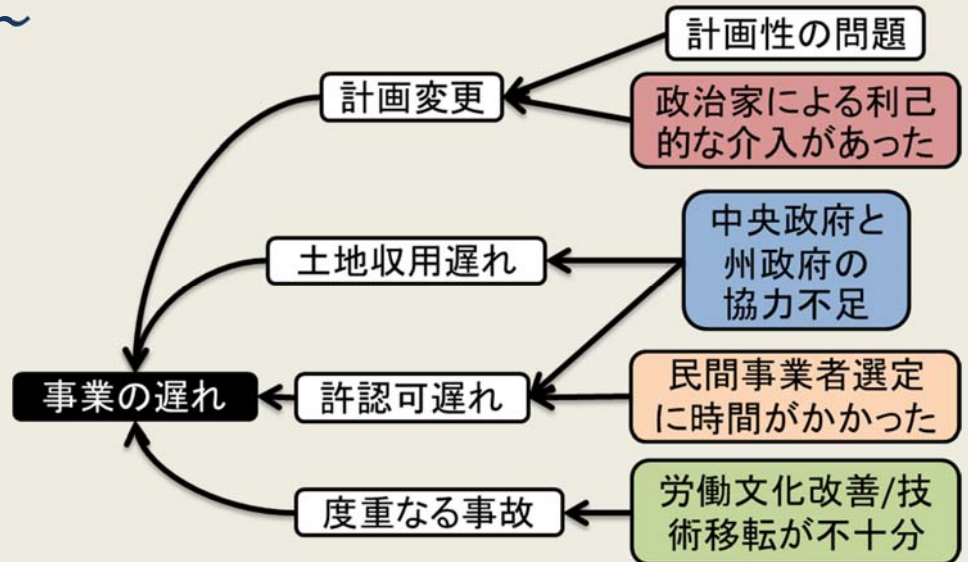 ～
計画性の問題
計画変更
政治家による利己
的な介入があった
中央政府と
州政府の
協力不足
土地収用遅れ
事業の遅れ
許認可遅れ
民間事業者選定
に時間がかかった
度重なる事故
労働文化改善/技
術移転が不十分